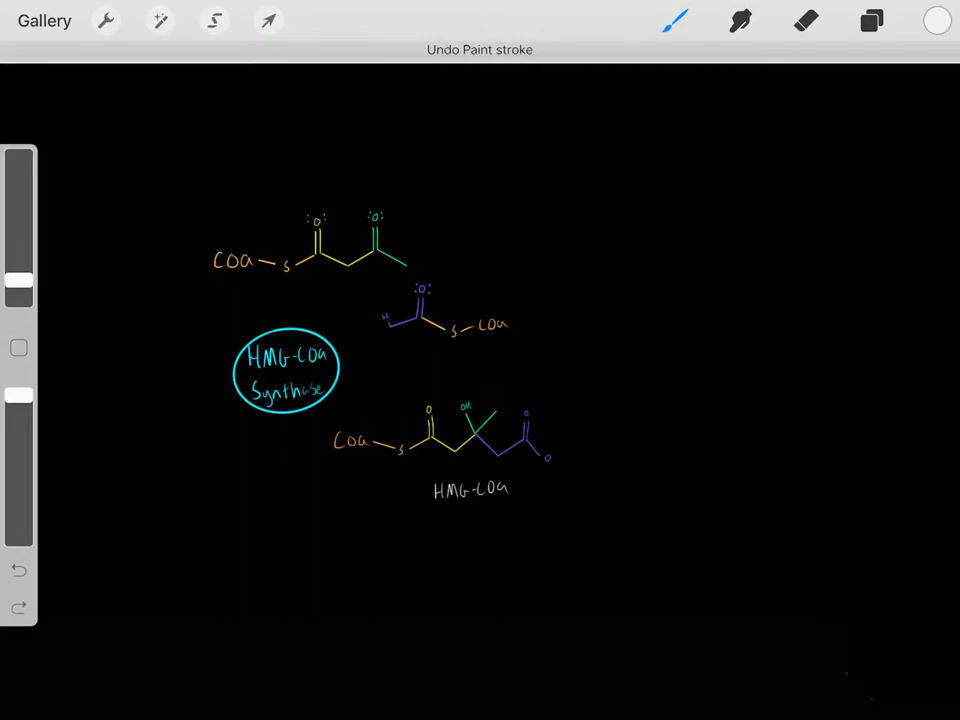 Gallery
Undo Paint stroke
:O: :O:
COA S
:O:
H
S COA
HMG-COA
Synthase
O OH O
COA S O
HMG-COA